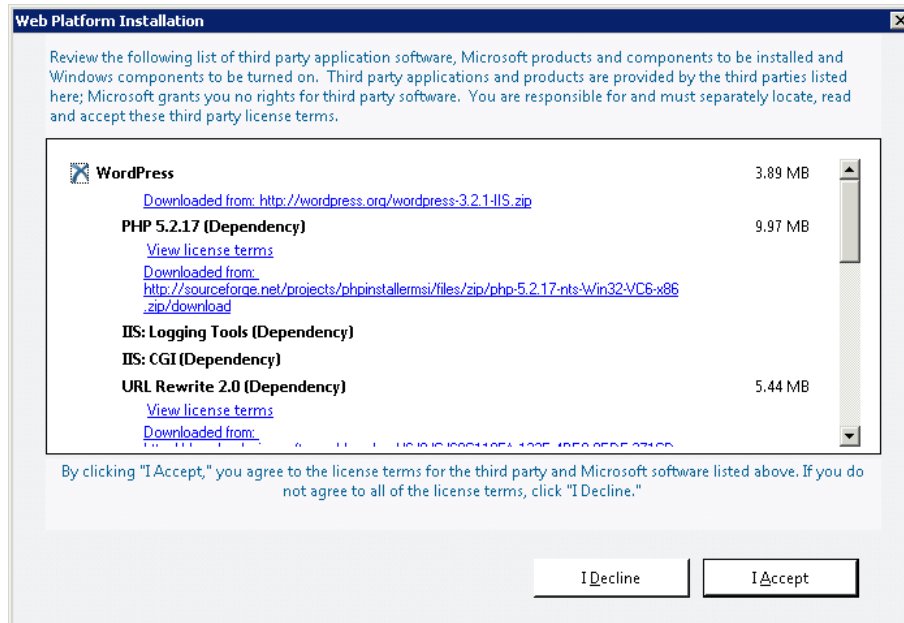 Web Platform Installation
Review the following list of third party application software, Microsoft products and components to be installed and
Windows components to be turned on. Third party applications and products are provided by the third parties listed
here; Microsoft grants you no rights for third party software. You are responsible for and must separately locate, read
and accept these third party license terms.
WordPress 3.89 MB
Downloaded from: http://wordpress.org/wordpress-3.2.1-IIS.zip
PHP 5.2.17 (Dependency) 9.97 MB
View license terms
Downloaded from:
http://sourceforge.net/projects/phpinstallermsi/files/zip/php-5.2.17-nts-Win32-VC6-x86
.zip/download
IIS: Logging Tools (Dependency)
IIS: CGI (Dependency)
URL Rewrite 2.0 (Dependency) 5.44 MB
View license terms
Downloaded from:
By clicking "I Accept," you agree to the license terms for the third party and Microsoft software listed above. If you do
not agree to all of the license terms, click "I Decline."
I Decline
I Accept